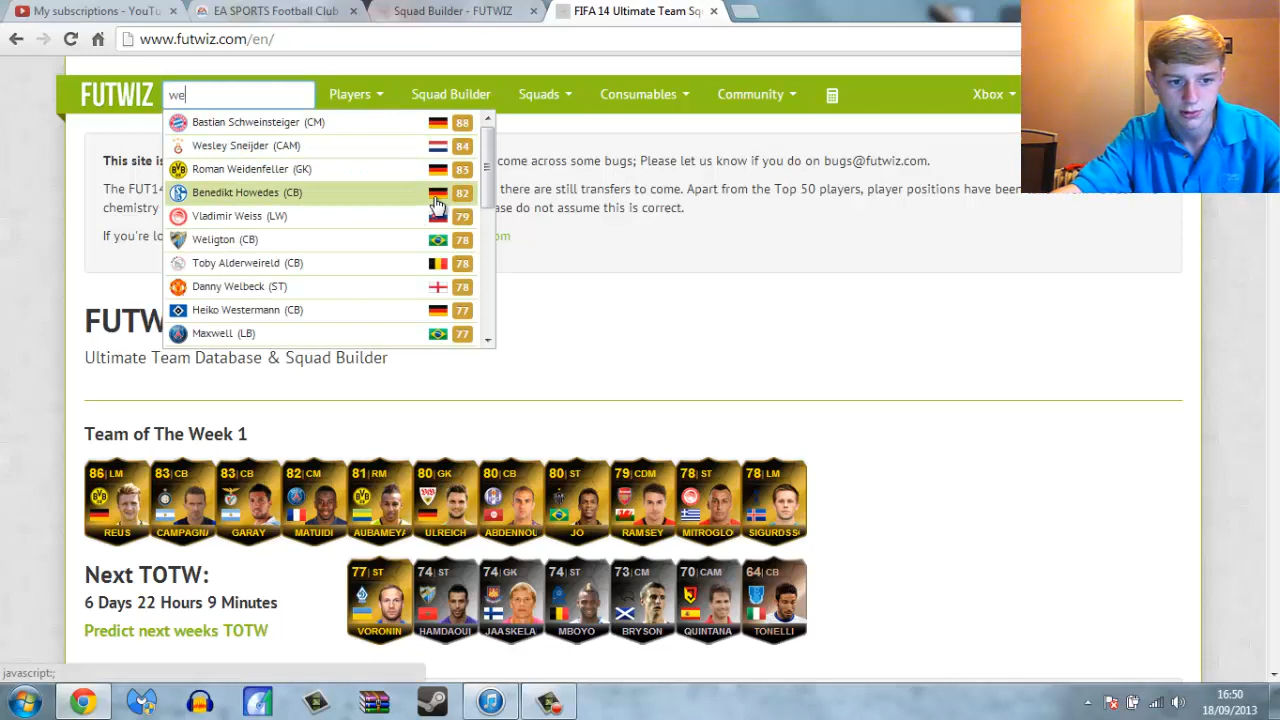 My subscriptions - YouTu
EA SPORTS Football Club
Squad Builder - FUTWIZ
FIFA 14 Ultimate Team Squ
www.futwiz.com/en/
FUTWIZ
we
Players
Squad Builder
Squads
Consumables
Community
Xbox
Bastian Schweinsteiger (CM) 88
Wesley Sneijder (CAM) 84
Roman Weidenfeller (GK) 83
Benedikt Howedes (CB) 82
Vladimir Weiss (LW) 79
Weligton (CB) 78
Toby Alderweireld (CB) 78
Danny Welbeck (ST) 78
Heiko Westermann (CB) 77
Maxwell (LB) 77
This site is
ome across some bugs; Please let us know if you do on bugs@futwiz.com.
The FUT14
there are still transfers to come. Apart from the Top 50 players, player positions have
chemistry
se do not assume this is correct.
If you're lo
om
FUTW
Ultimate Team Database & Squad Builder
Team of The Week 1
86 LM
83 CB
83 CB
82 CM
81 RM
80 GK
80 CB
80 ST
79 CDM
78 ST
78 LM
REUS
CAMPAGNA
GARAY
MATUIDI
AUBAMEYA
ULREICH
ABDENNOU
JO
RAMSEY
MITROGLO
SIGURDSSO
Next TOTW:
6 Days 22 Hours 9 Minutes
Predict next weeks TOTW
77 ST
74 ST
74 GK
74 ST
73 CM
70 CAM
64 CB
VORONIN
HAMDAOUI
JAASKELA
MBOYO
BRYSON
QUINTANA
TONELLI
javascript:;
16:50
18/09/2013